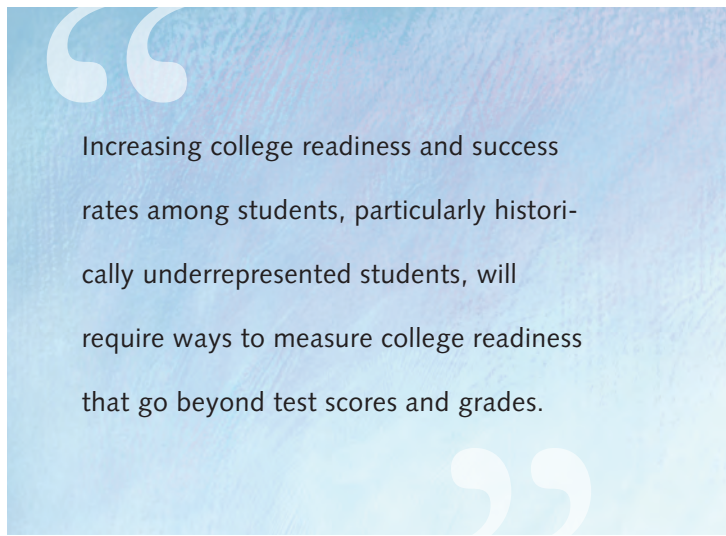 Increasing college readiness and success
rates among students, particularly histori-
cally underrepresented students, will
require ways to measure college readiness
that go beyond test scores and grades.